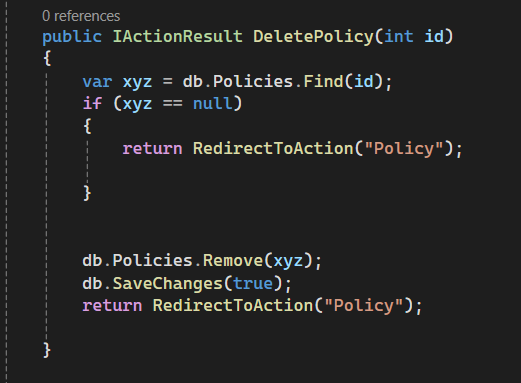 0 references
public IActionResult DeletePolicy(int id)
{
var xyz = db.Policies.Find(id);
if (xyz == null)
{
return RedirectToAction("Policy");
}
db.Policies.Remove(xyz);
db.SaveChanges(true);
return RedirectToAction("Policy");
}